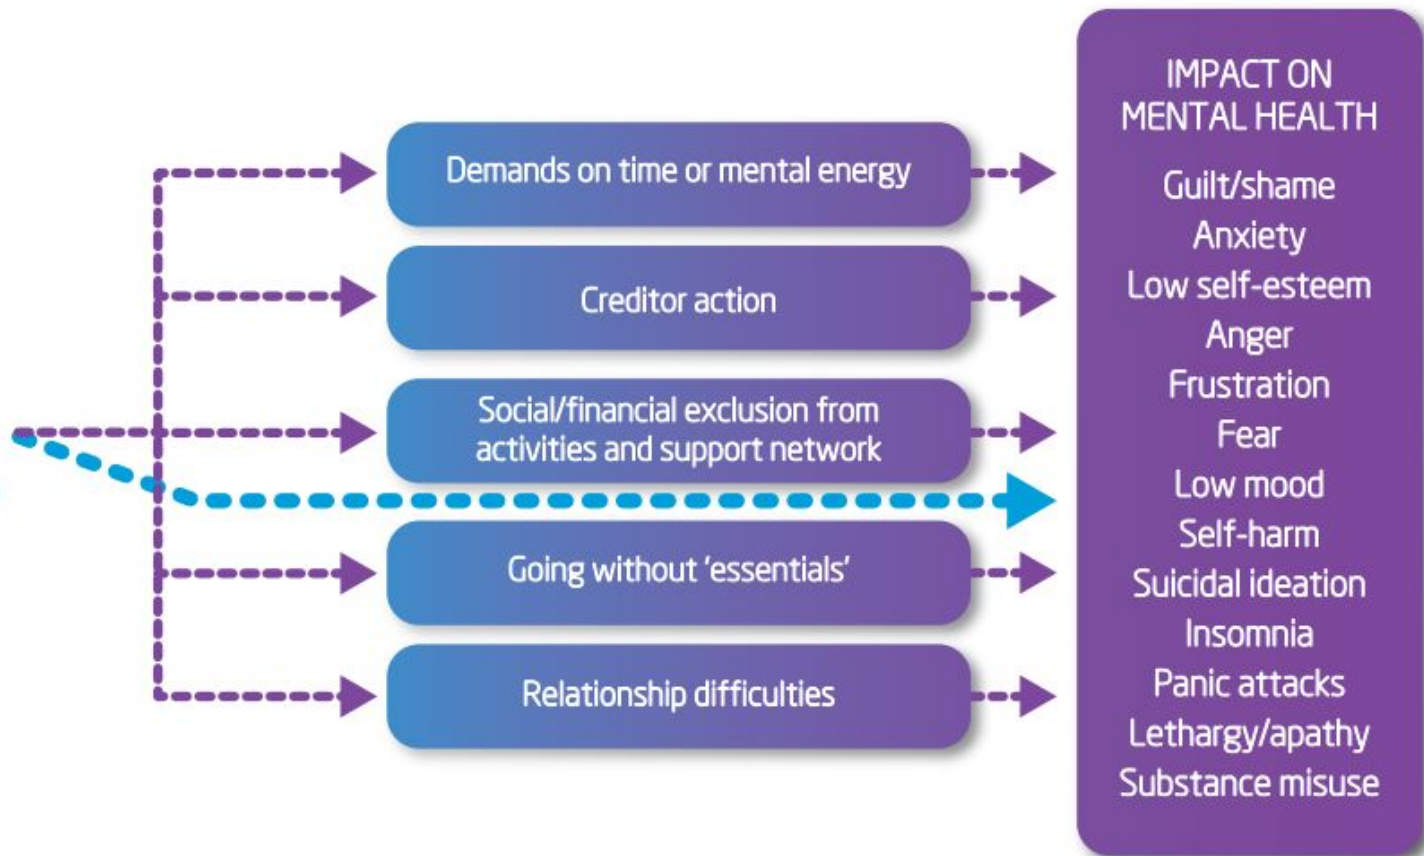 Demands on time or mental energy
Creditor action
Social/financial exclusion from
activities and support network
Going without ‘essentials’
Relationship difficulties
IMPACT ON
MENTAL HEALTH
Guilt/shame
Anxiety
Low self-esteem
Anger
Frustration
Fear
Low mood
Self-harm
Suicidal ideation
Insomnia
Panic attacks
Lethargy/apathy
Substance misuse